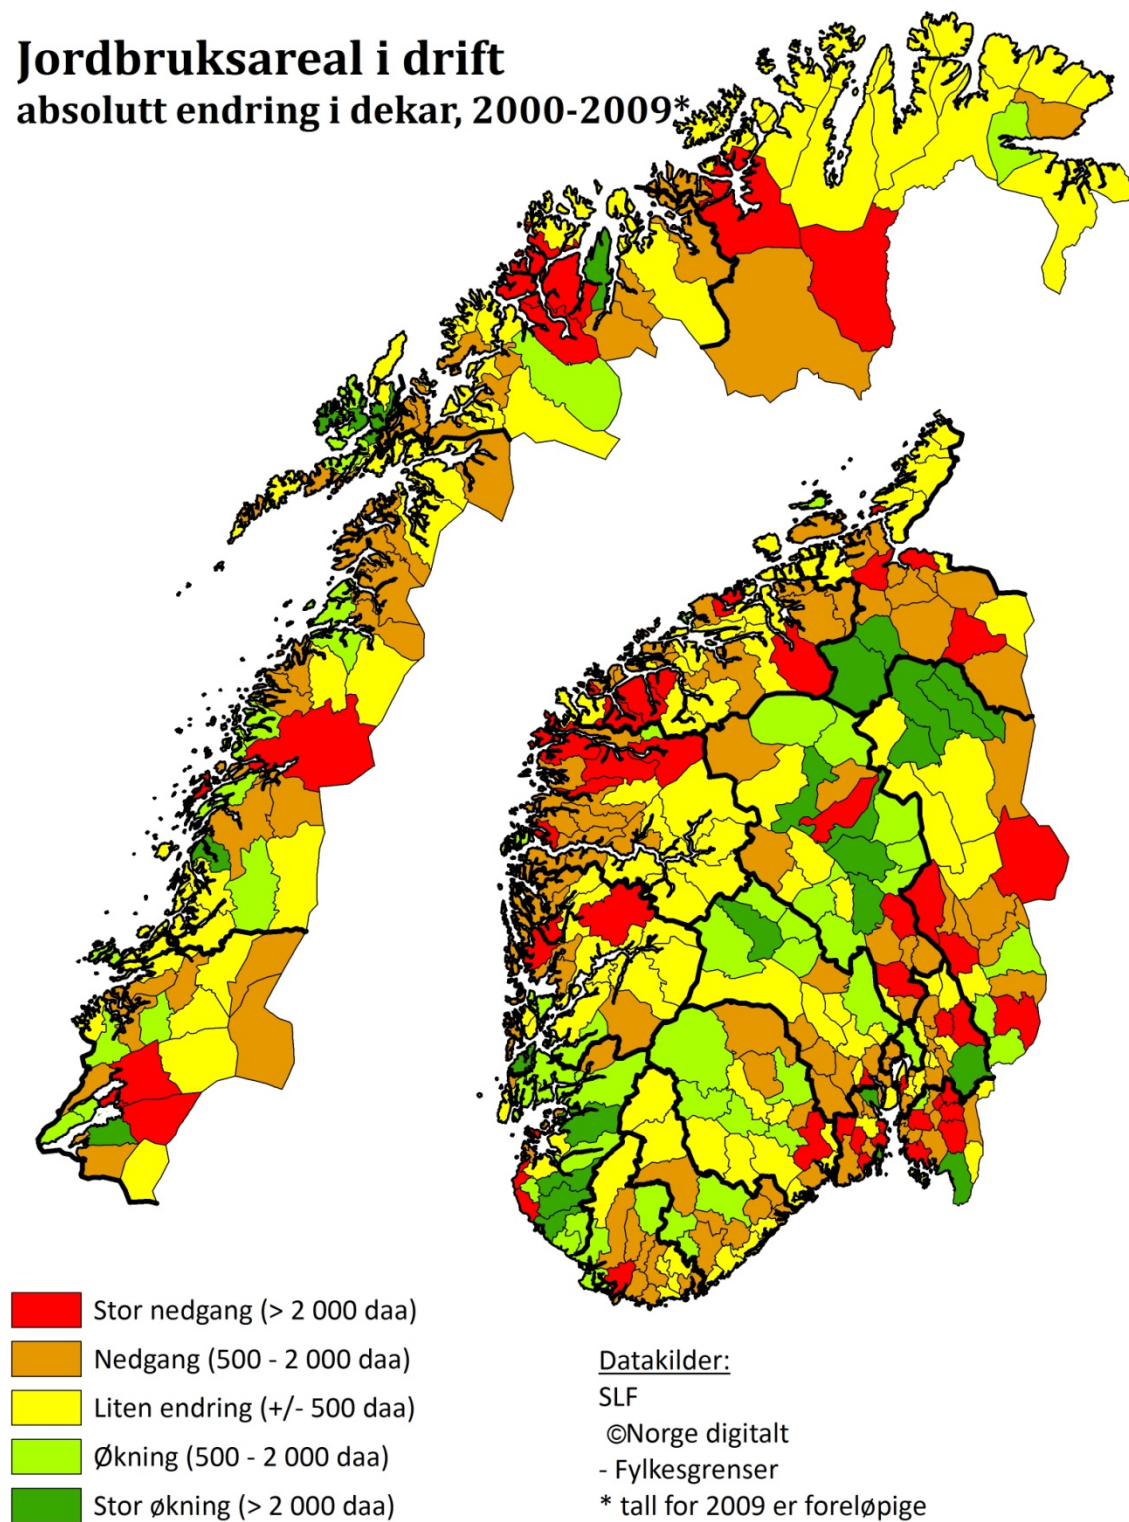 Jordbruksareal i drift
absolutt endring i dekar, 2000-2009*
Stor nedgang (> 2 000 daa)
Nedgang (500 - 2 000 daa)
Liten endring (+/- 500 daa)
Økning (500 - 2 000 daa)
Stor økning (> 2 000 daa)
Datakilder:
SLF
©Norge digitalt
- Fylkesgrenser
* tall for 2009 er foreløpige